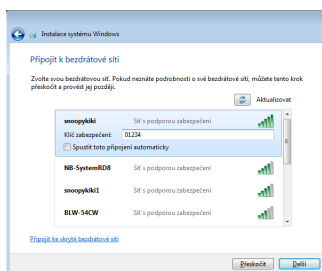 Instalace systému Windows
Připojit k bezdrátové síti
Zvolte svou bezdrátovou síť. Pokud neznáte podrobnosti o své bezdrátové síti, můžete tento krok
přeskočit a provést jej později.
Aktualizovat
snoopykiki Síť s podporou zabezpečení
Klíč zabezpečení: 01234
Spustit toto připojení automaticky
NB-SystemRD8 Síť s podporou zabezpečení
snoopykiki1 Síť s podporou zabezpečení
BLW-54CW Síť s podporou zabezpečení
Připojit ke skryté bezdrátové síti
Přeskočit Další